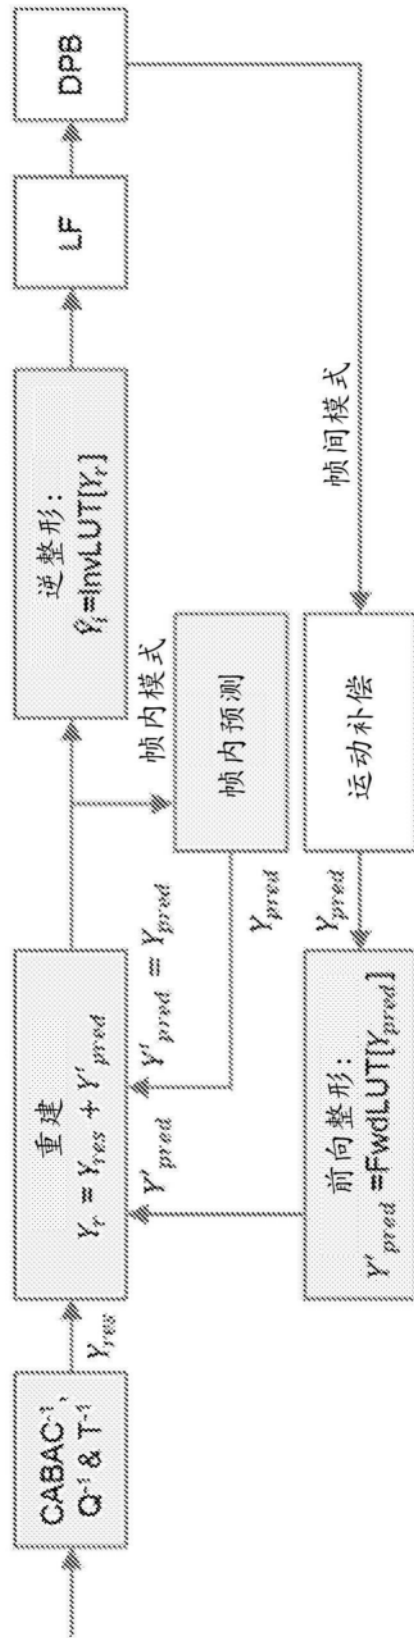 CABAC⁻¹,
Q⁻¹ & T⁻¹
Y_res
重建
Y_r = Y_res + Y'_pred
逆整形:
Ŷ_i=InvLUT[Y_r]
LF
DPB
Y'_pred
Y'_pred = Y_pred
帧内模式
帧内预测
Y_pred
帧间模式
前向整形:
Y'_pred =FwdLUT[Y_pred]
Y_pred
运动补偿